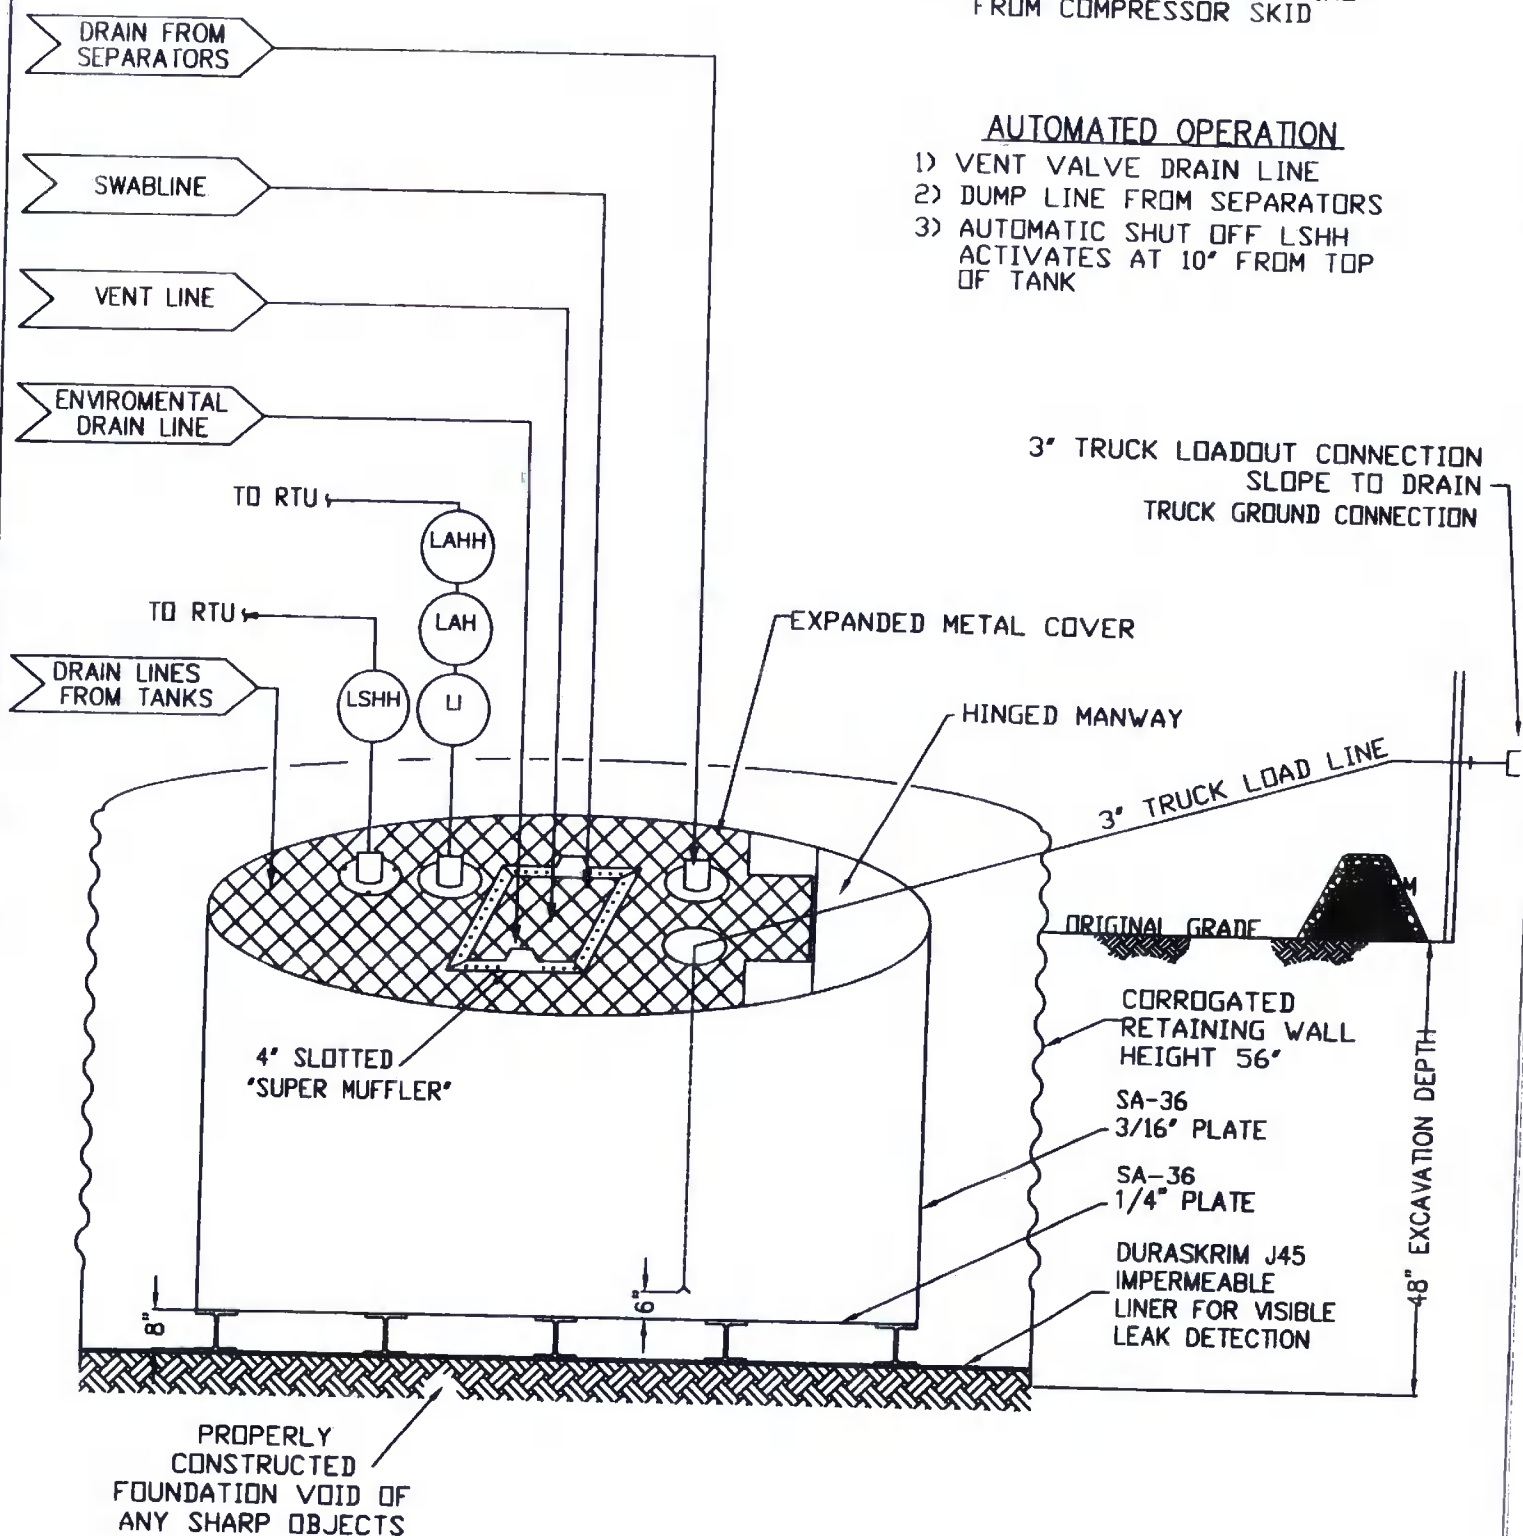 FROM COMPRESSOR SKID
DRAIN FROM
SEPARATORS
AUTOMATED OPERATION
1) VENT VALVE DRAIN LINE
2) DUMP LINE FROM SEPARATORS
3) AUTOMATIC SHUT OFF LSHH
ACTIVATES AT 10" FROM TOP
OF TANK
SWABLINE
VENT LINE
ENVIROMENTAL
DRAIN LINE
3" TRUCK LOADOUT CONNECTION
SLOPE TO DRAIN
TRUCK GROUND CONNECTION
TO RTU
LAHH
TO RTU
LAH
EXPANDED METAL COVER
DRAIN LINES
FROM TANKS
LSHH
LI
HINGED MANWAY
3" TRUCK LOAD LINE
ORIGINAL GRADE
CORROGATED
RETAINING WALL
HEIGHT 56"
4" SLOTTED
"SUPER MUFFLER"
SA-36
3/16" PLATE
SA-36
1/4" PLATE
48" EXCAVATION DEPTH
DURASKRIM J45
IMPERMEABLE
LINER FOR VISIBLE
LEAK DETECTION
8"
6"
PROPERLY
CONSTRUCTED
FOUNDATION VOID OF
ANY SHARP OBJECTS